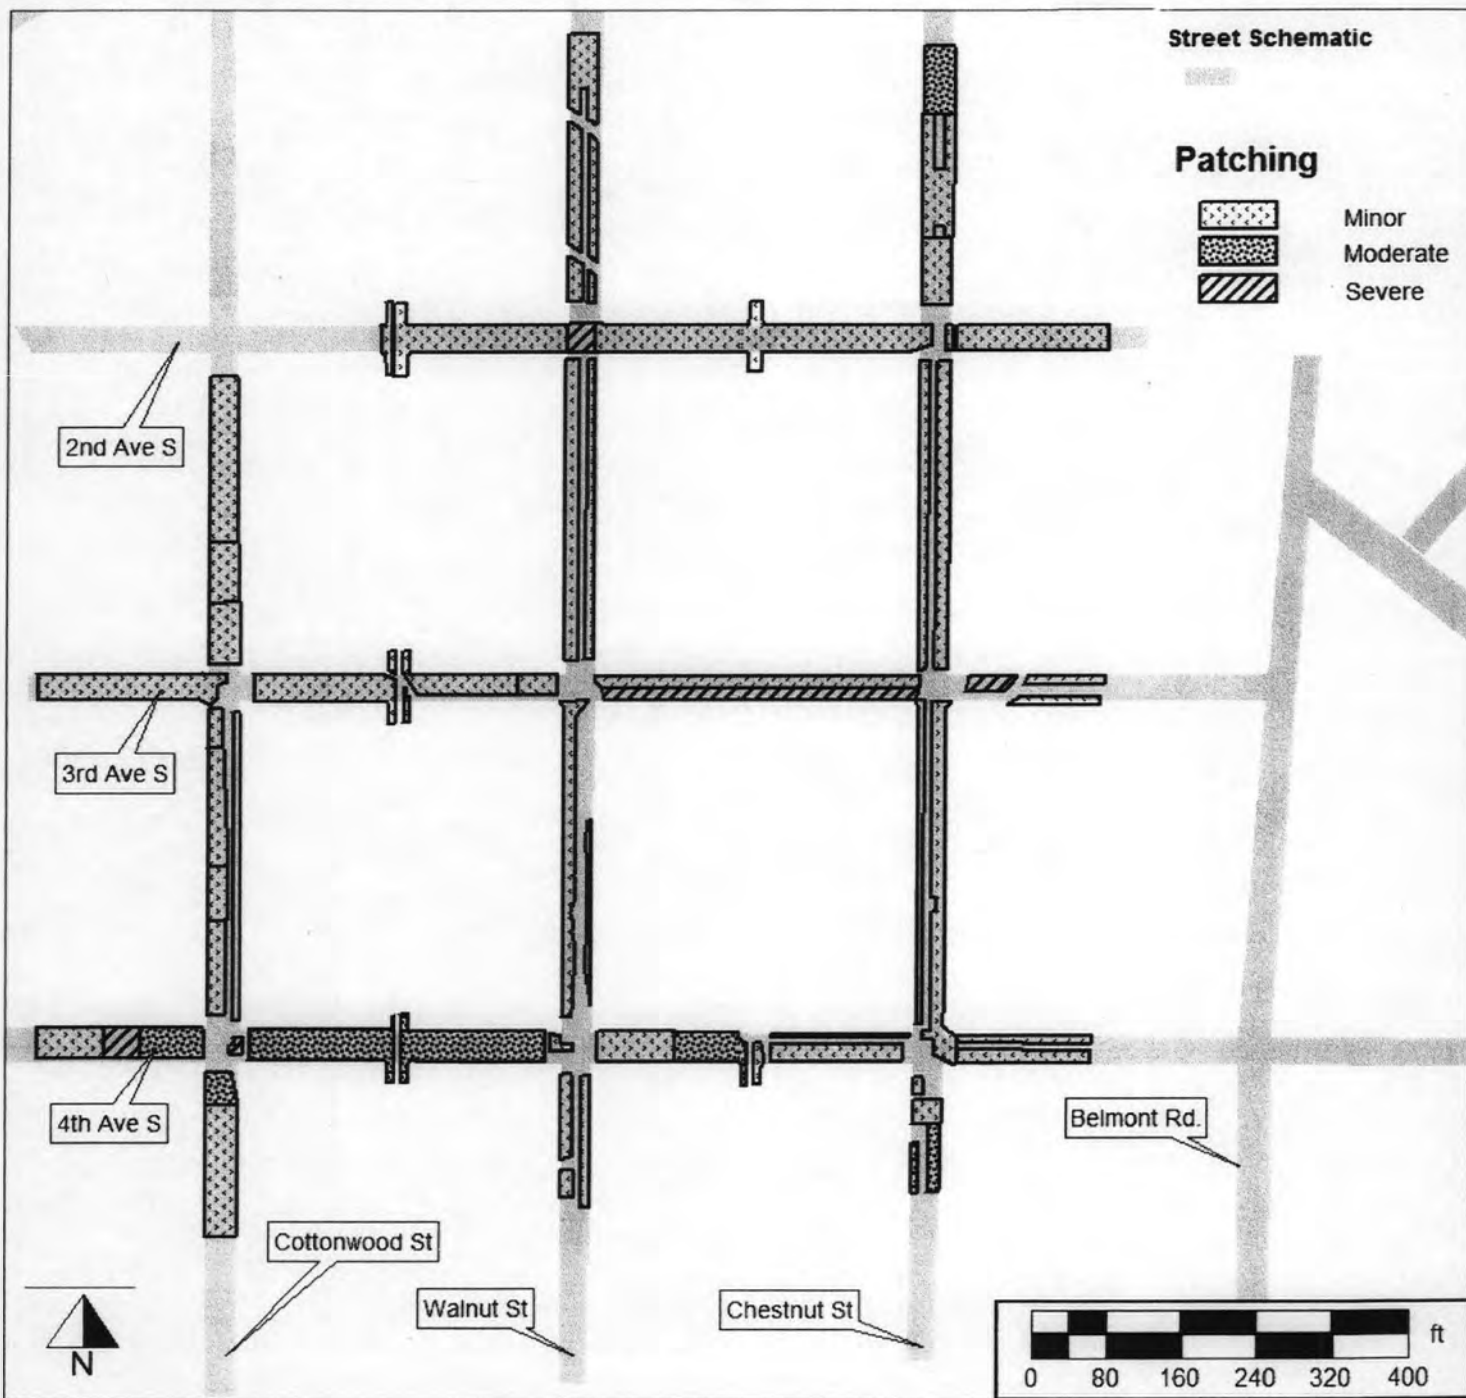 Street Schematic
Patching
Minor
Moderate
Severe
2nd Ave S
3rd Ave S
4th Ave S
Belmont Rd.
Cottonwood St
Walnut St
Chestnut St
N
ft
0 80 160 240 320 400